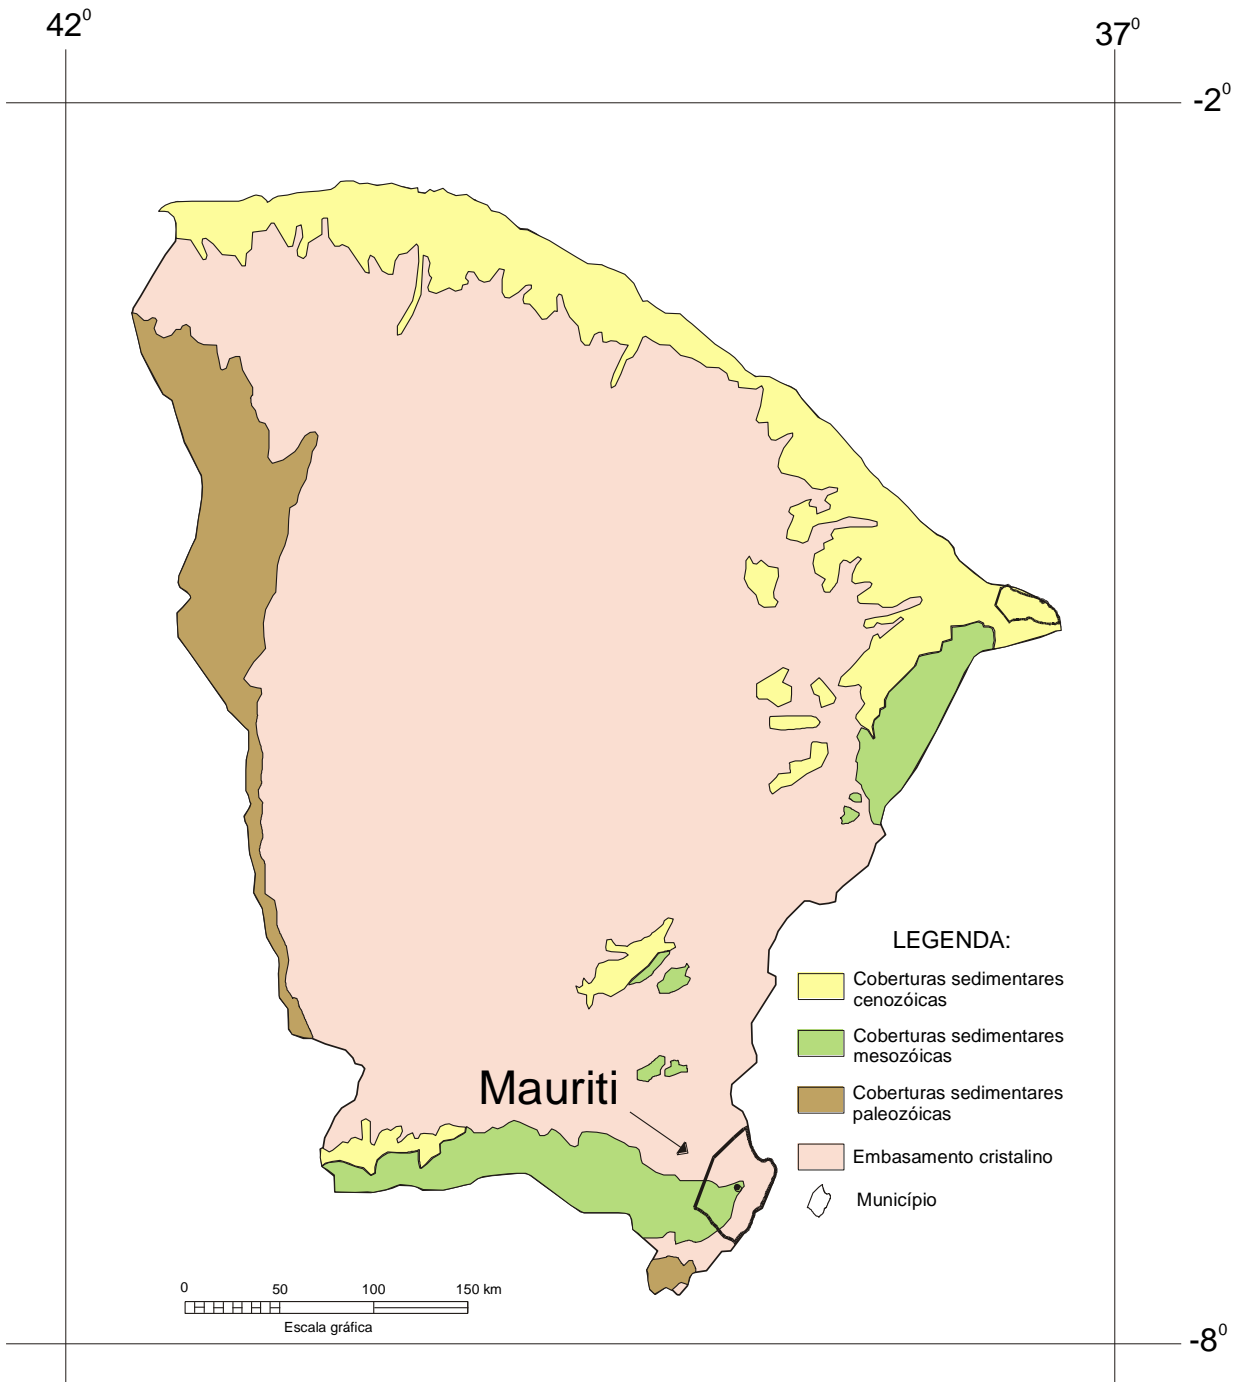 42⁰
37⁰
-2⁰
LEGENDA:
Coberturas sedimentares
cenozóicas
Coberturas sedimentares
mesozóicas
Coberturas sedimentares
paleozóicas
Embasamento cristalino
Município
Mauriti
0 50 100 150 km
Escala gráfica
-8⁰